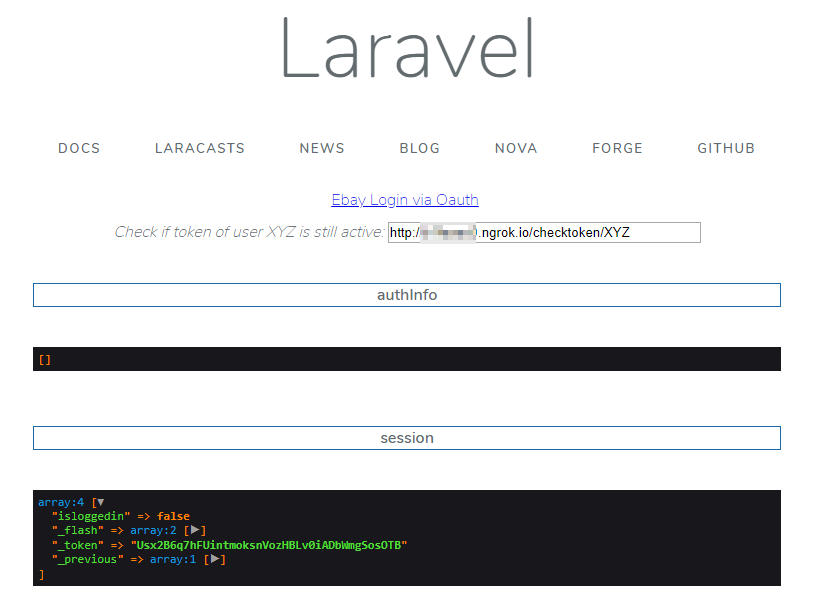 Laravel
DOCS LARACASTS NEWS BLOG NOVA FORGE GITHUB
Ebay Login via Oauth
Check if token of user XYZ is still active: http:/ .ngrok.io/checktoken/XYZ
authInfo
[]
session
array:4 [▼
"isloggedin" => false
"_flash" => array:2 [▶]
"_token" => "Usx2B6q7hFUintmoksnVozHBLv0iADbWmgSosOTB"
"_previous" => array:1 [▶]
]